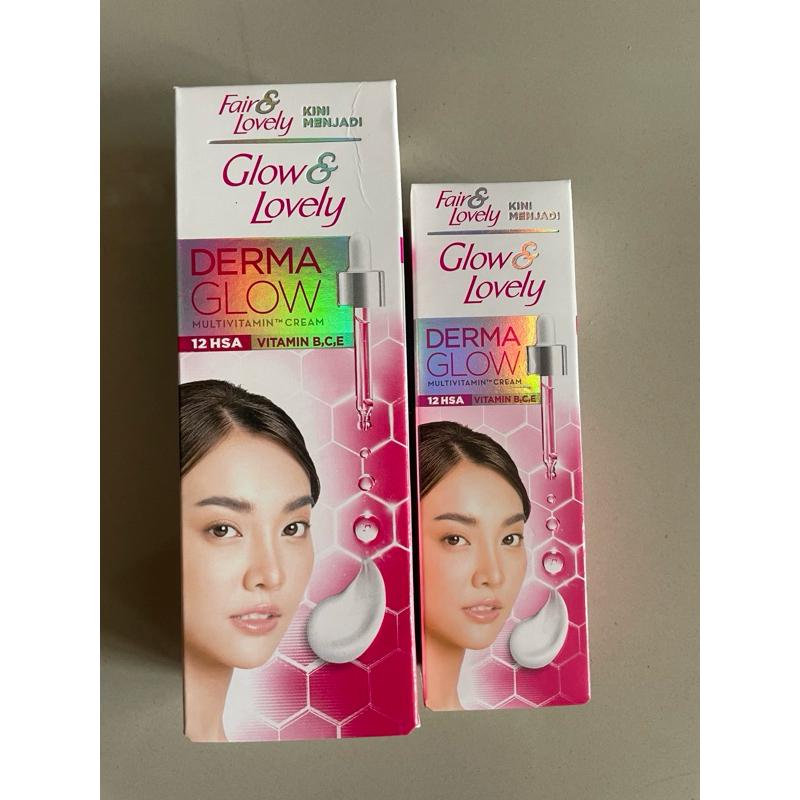 Fair &
Lovely
KINI
MENJADI
Glow &
Lovely
DERMA
GLOW
MULTIVITAMIN™ CREAM
12 HSA
VITAMIN B,C,E
Fair &
Lovely
KINI
MENJADI
Glow &
Lovely
DERMA
GLOW
MULTIVITAMIN™ CREAM
12 HSA
VITAMIN B,C,E